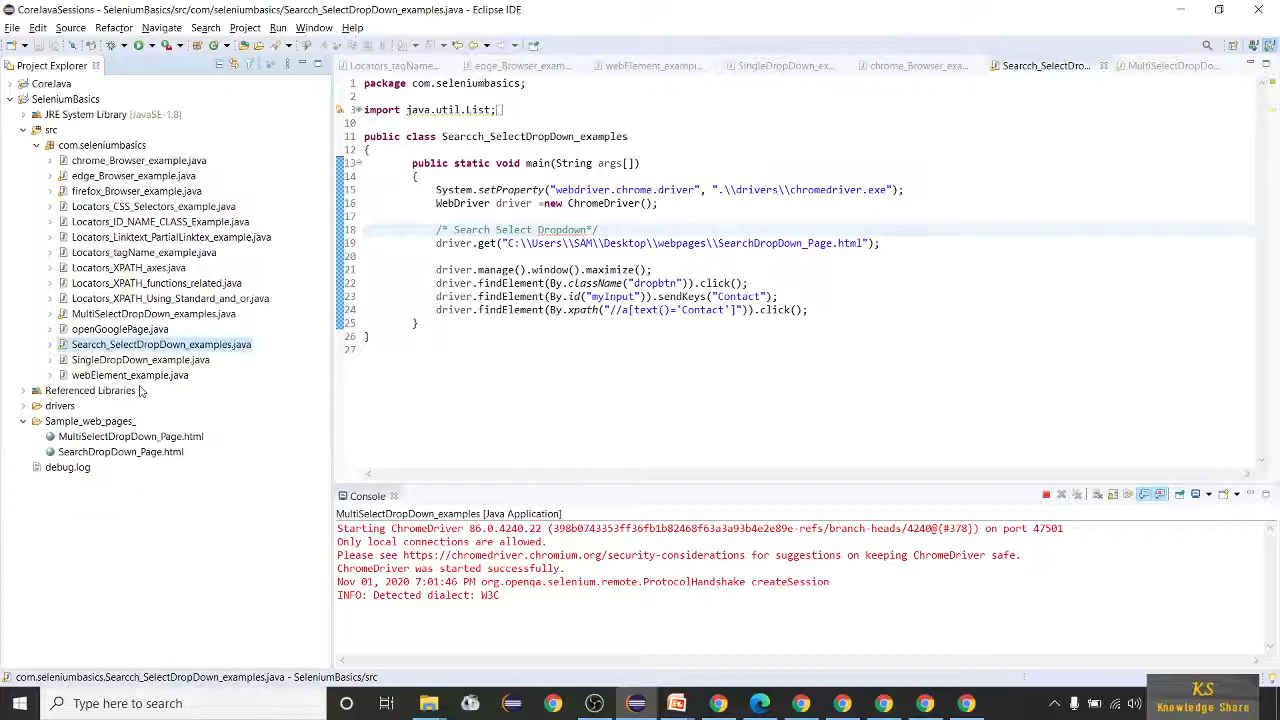 CoreJavaSessions - SeleniumBasics/src/com/seleniumbasics/Searcch_SelectDropDown_examples.java - Eclipse IDE
File Edit Source Refactor Navigate Search Project Run Window Help
Project Explorer
Locators_tagName... edge_Browser_exam... webElement_exampl... SingleDropDown_ex... chrome_Browser_exa... Searcch_SelectDro... MultiSelectDropDo...
CoreJava
SeleniumBasics
JRE System Library [JavaSE-1.8]
src
com.seleniumbasics
chrome_Browser_example.java
edge_Browser_example.java
firefox_Browser_example.java
Locators_CSS_Selectors_example.java
Locators_ID_NAME_CLASS_Example.java
Locators_Linktext_PartialLinktex_example.java
Locators_tagName_example.java
Locators_XPATH_axes.java
Locators_XPATH_functions_related.java
Locators_XPATH_Using_Standard_and_or.java
MultiSelectDropDown_examples.java
openGooglePage.java
Searcch_SelectDropDown_examples.java
SingleDropDown_example.java
webElement_example.java
Referenced Libraries
drivers
Sample_web_pages_
MultiSelectDropDown_Page.html
SearchDropDown_Page.html
debug.log
1 package com.seleniumbasics;
2
3 import java.util.List;
10
11 public class Searcch_SelectDropDown_examples
12 {
13 public static void main(String args[])
14 {
15 System.setProperty("webdriver.chrome.driver", ".\\drivers\\chromedriver.exe");
16 WebDriver driver =new ChromeDriver();
17
18 /* Search Select Dropdown*/
19 driver.get("C:\\Users\\SAM\\Desktop\\webpages\\SearchDropDown_Page.html");
20
21 driver.manage().window().maximize();
22 driver.findElement(By.className("dropbtn")).click();
23 driver.findElement(By.id("myInput")).sendKeys("Contact");
24 driver.findElement(By.xpath("//a[text()='Contact']")).click();
25 }
26 }
27
Console
MultiSelectDropDown_examples [Java Application]
Starting ChromeDriver 86.0.4240.22 (398b0743353ff36fb1b82468f63a3a93b4e2e89e-refs/branch-heads/4240@{#378}) on port 47501
Only local connections are allowed.
Please see https://chromedriver.chromium.org/security-considerations for suggestions on keeping ChromeDriver safe.
ChromeDriver was started successfully.
Nov 01, 2020 7:01:46 PM org.openqa.selenium.remote.ProtocolHandshake createSession
INFO: Detected dialect: W3C
com.seleniumbasics.Searcch_SelectDropDown_examples.java - SeleniumBasics/src
Type here to search
KS
Knowledge Share